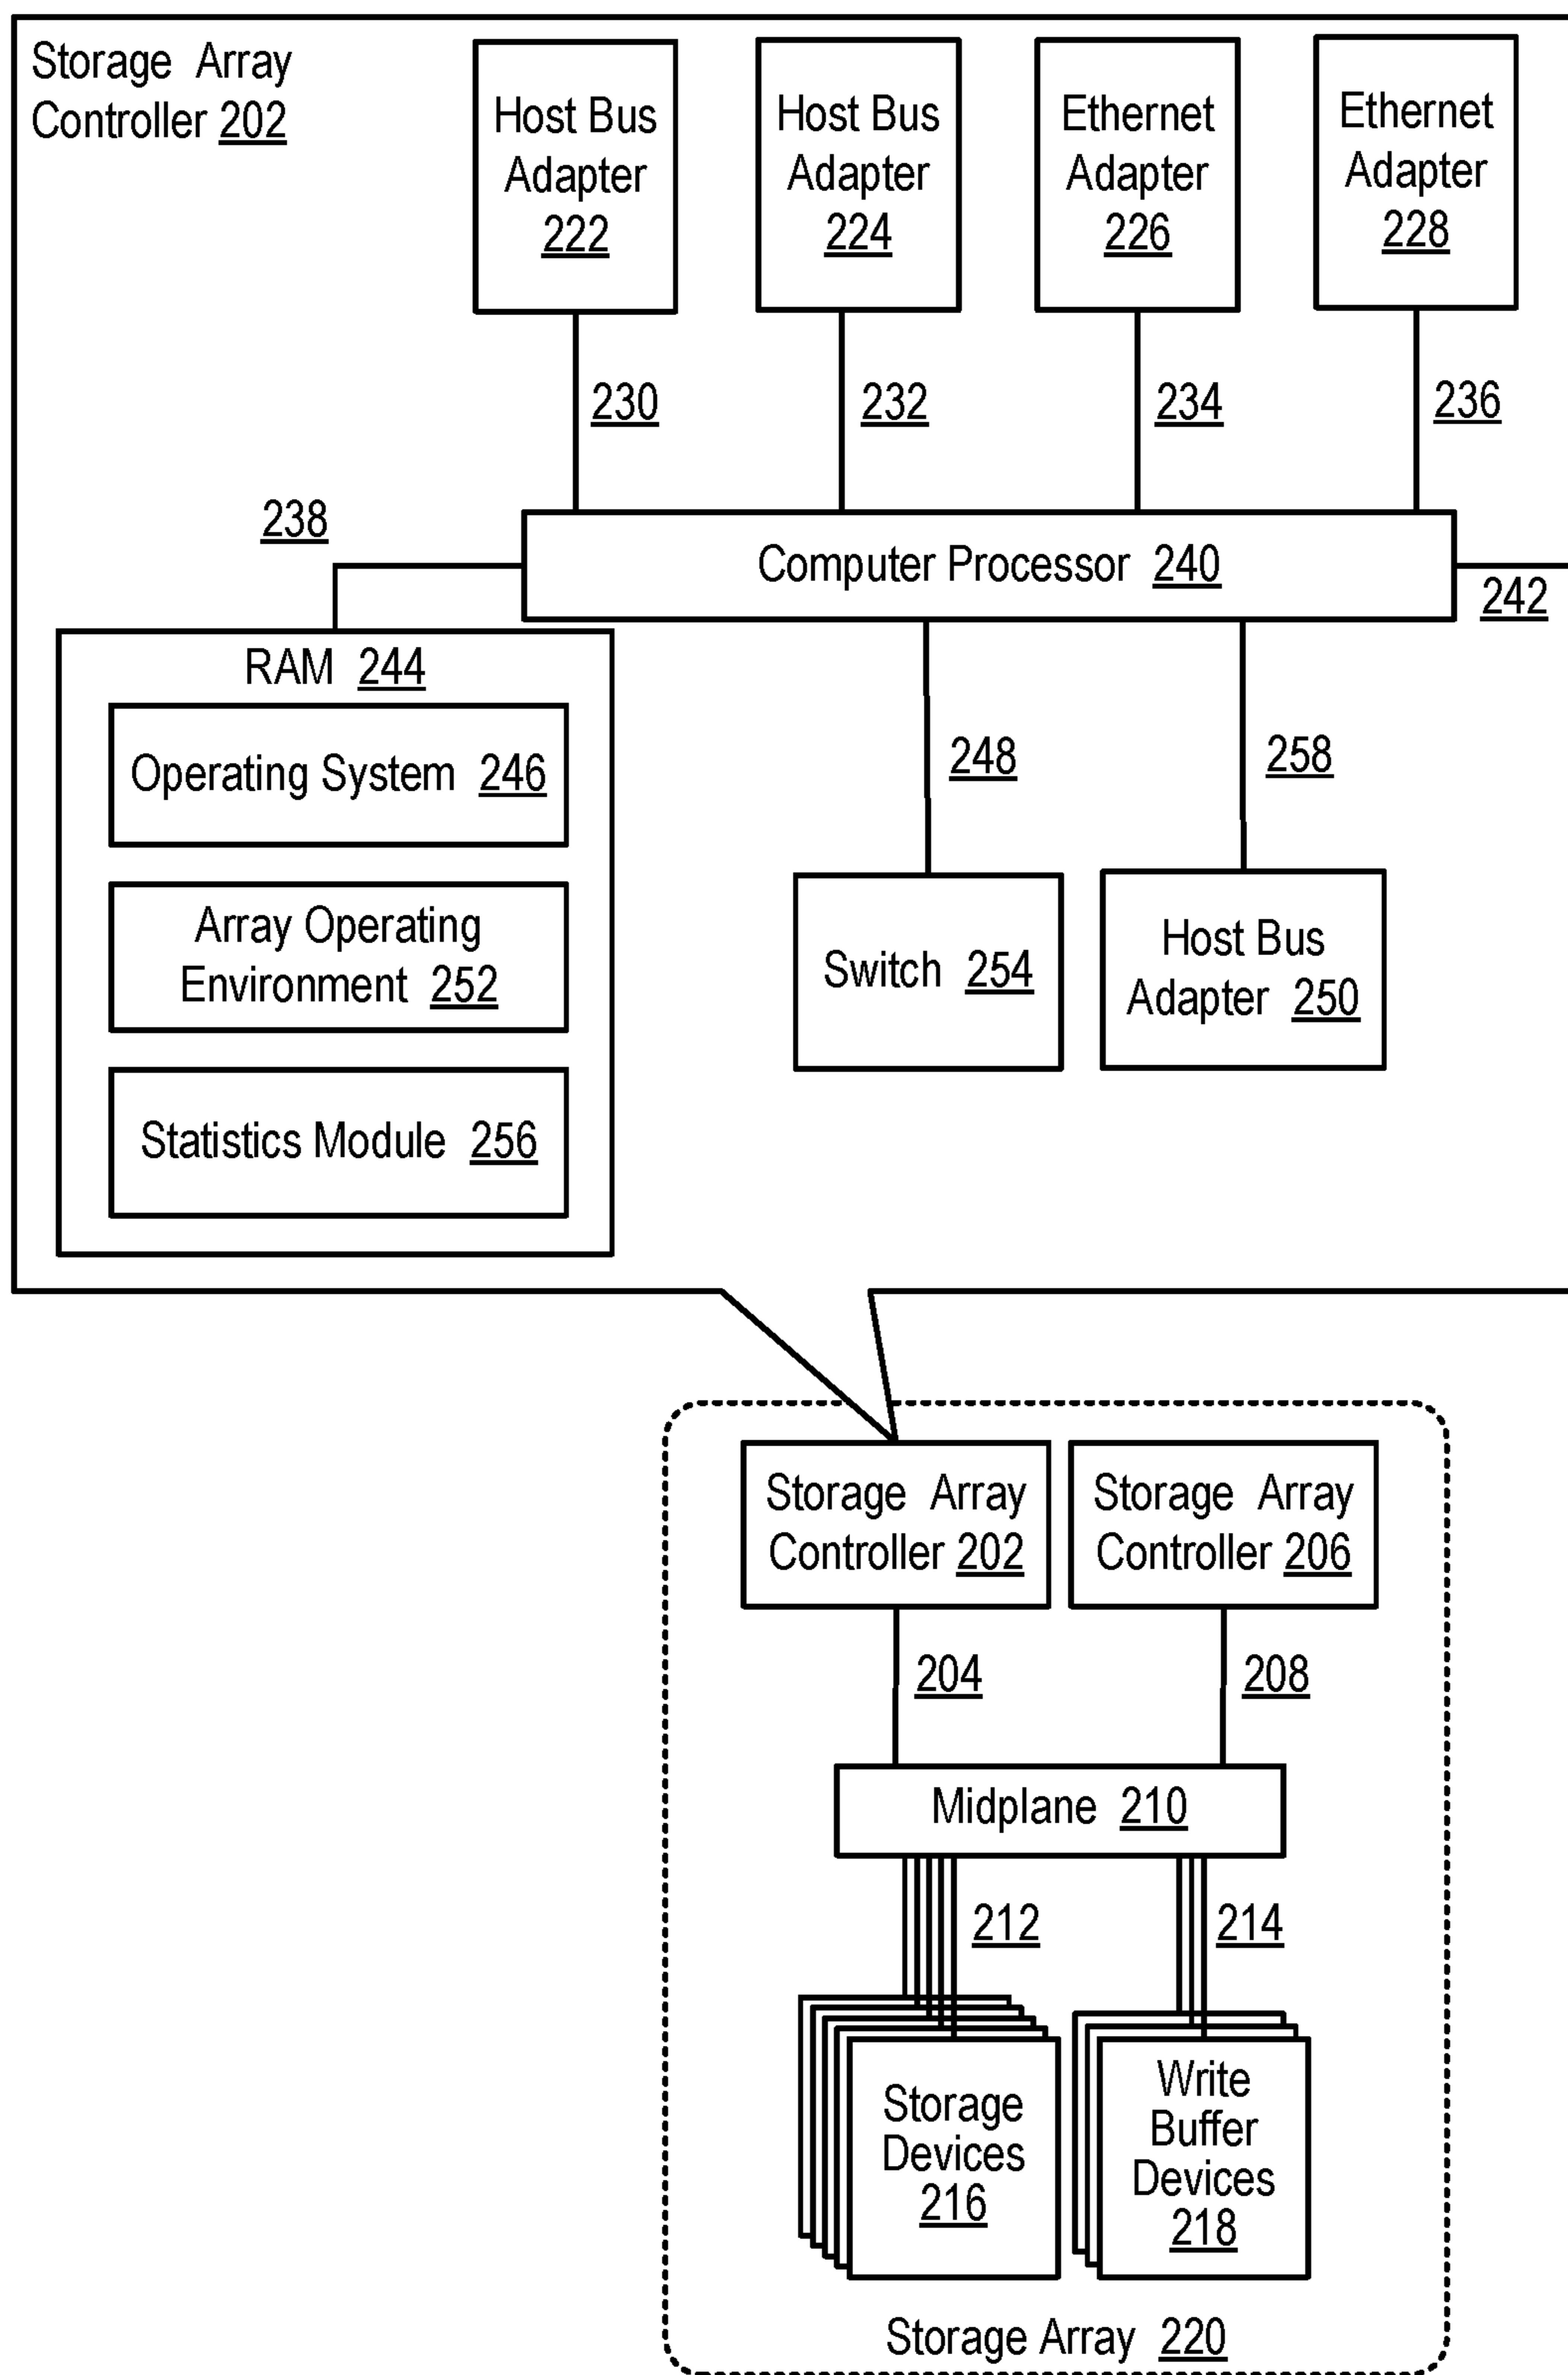 Storage Array
Controller 202
Host Bus
Adapter
222
Host Bus
Adapter
224
Ethernet
Adapter
226
Ethernet
Adapter
228
230
232
234
236
238
Computer Processor 240
242
RAM 244
Operating System 246
Array Operating
Environment 252
Statistics Module 256
248
258
Switch 254
Host Bus
Adapter 250
Storage Array
Controller 202
Storage Array
Controller 206
204
208
Midplane 210
212
214
Storage
Devices
216
Write
Buffer
Devices
218
Storage Array 220